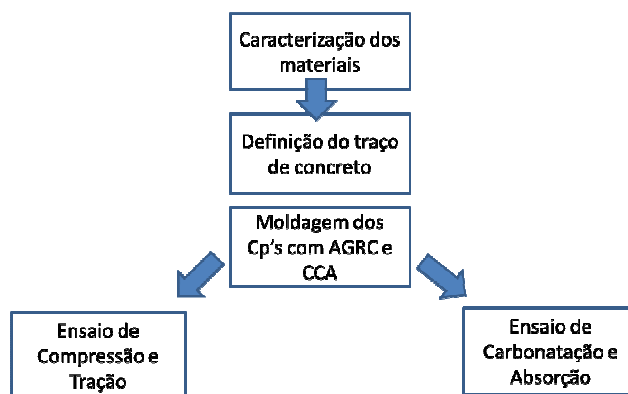 Caracterização dos
materiais
Definição do traço
de concreto
Moldagem dos
Cp's com AGRC e
CCA
Ensaio de
Compressão e
Tração
Ensaio de
Carbonatação e
Absorção